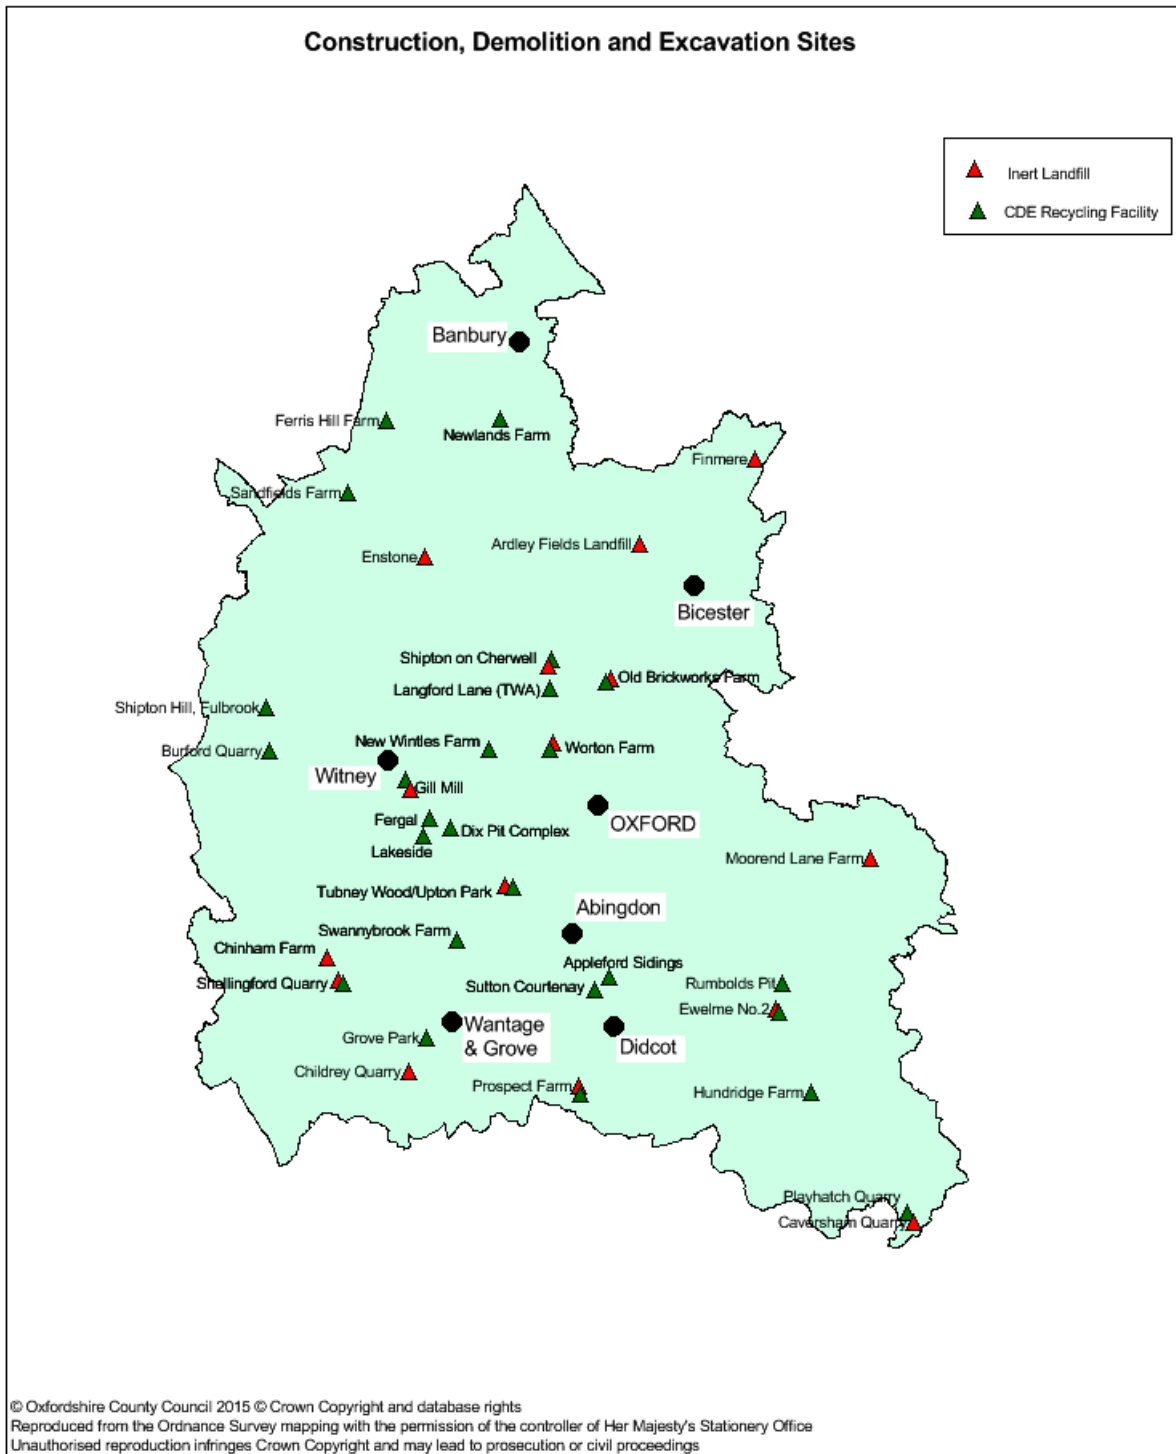 Construction, Demolition and Excavation Sites
Inert Landfill
CDE Recycling Facility
Banbury
Ferris Hill Farm
Newlands Farm
Finmere
Sandfields Farm
Ardley Fields Landfill
Enstone
Bicester
Shipton on Cherwell
Old Brickworks Farm
Langford Lane (TWA)
Shipton Hill, Fulbrook
New Wintles Farm
Worton Farm
Burford Quarry
Witney
Gill Mill
Fergal
OXFORD
Dix Pit Complex
Lakeside
Moorend Lane Farm
Tubney Wood/Upton Park
Abingdon
Swannybrook Farm
Chinham Farm
Appleford Sidings
Shellingford Quarry
Sutton Courtenay
Rumbolds Pit
Ewelme No.2
Wantage
& Grove
Grove Park
Didcot
Childrey Quarry
Prospect Farm
Hundridge Farm
Playhatch Quarry
Caversham Quarry
© Oxfordshire County Council 2015 © Crown Copyright and database rights
Reproduced from the Ordnance Survey mapping with the permission of the controller of Her Majesty's Stationery Office
Unauthorised reproduction infringes Crown Copyright and may lead to prosecution or civil proceedings